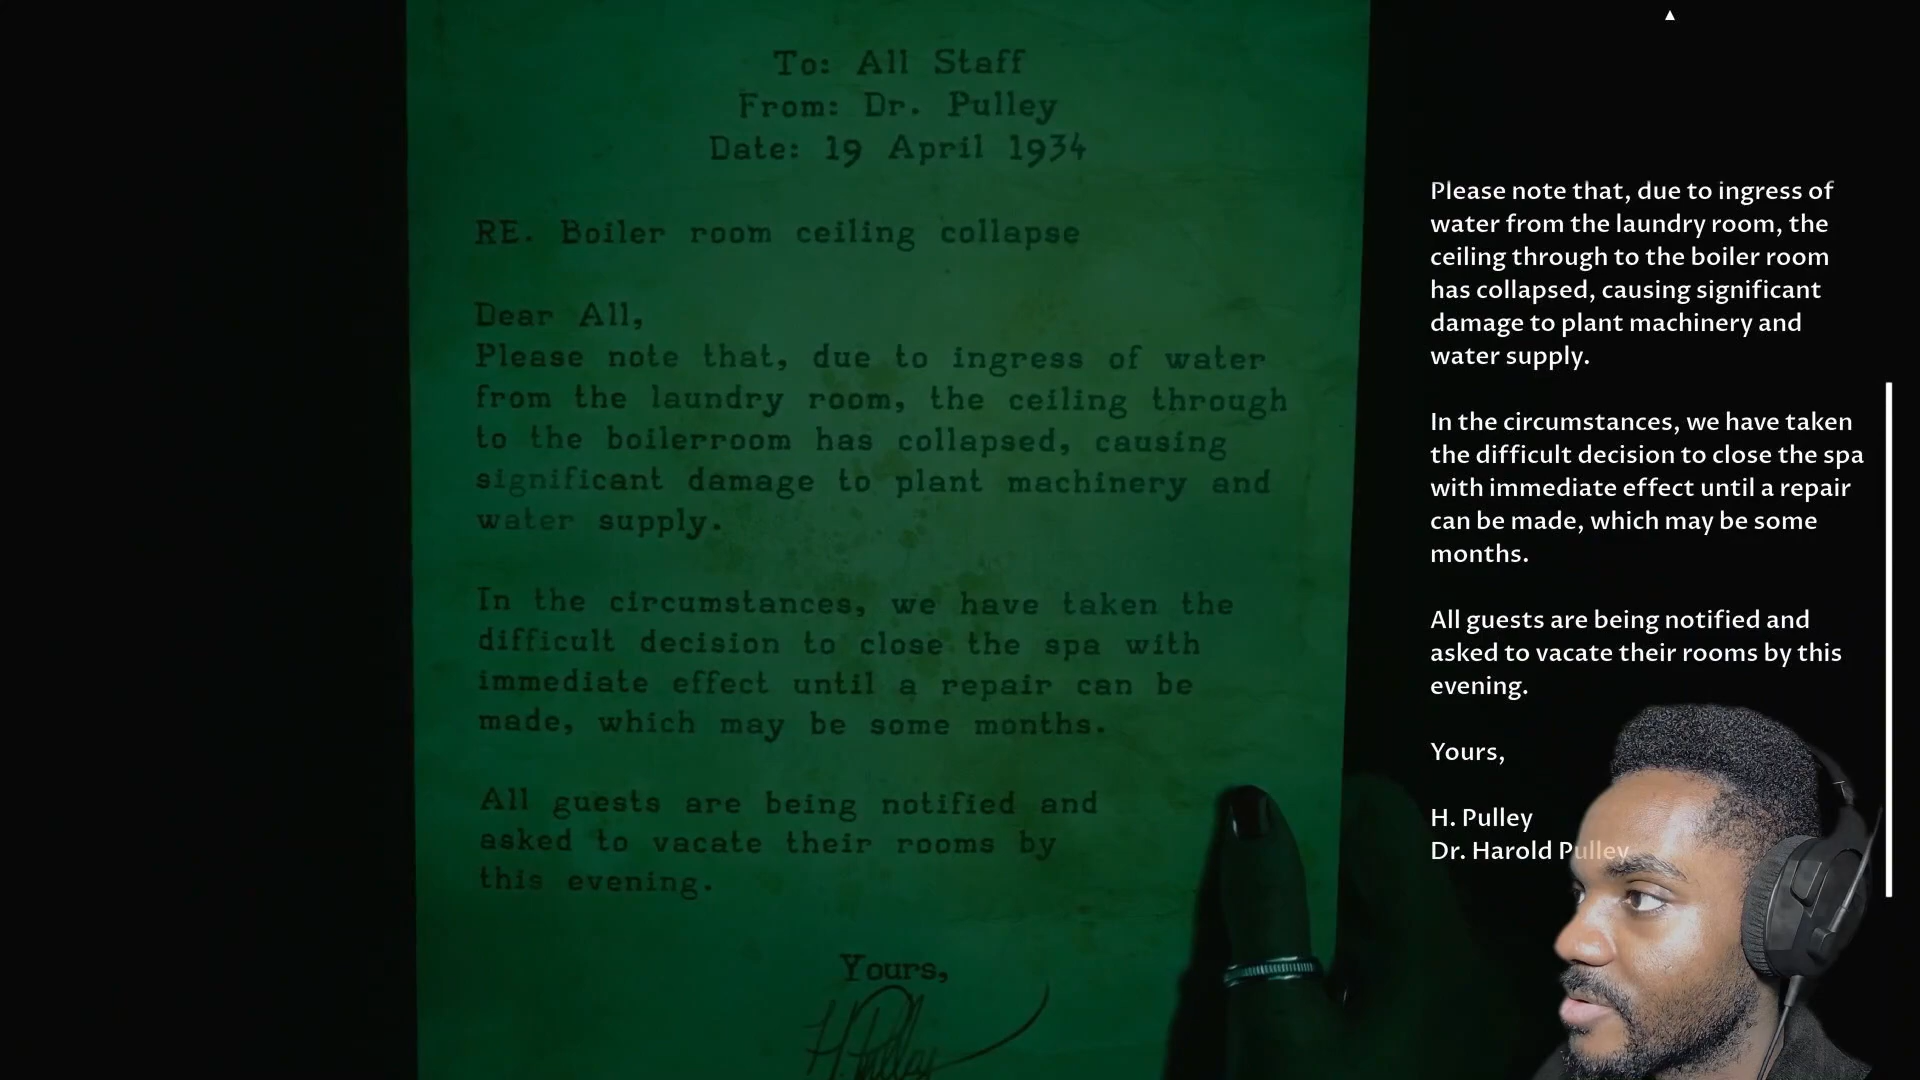 To: All Staff
From: Dr. Pulley
Date: 19 April 1934
RE. Boiler room ceiling collapse
Dear All,
Please note that, due to ingress of water
from the laundry room, the ceiling through
to the boilerroom has collapsed, causing
significant damage to plant machinery and
water supply.
In the circumstances, we have taken the
difficult decision to close the spa with
immediate effect until a repair can be
made, which may be some months.
All guests are being notified and
asked to vacate their rooms by
this evening.
Yours,
H. Pulley
Please note that, due to ingress of
water from the laundry room, the
ceiling through to the boiler room
has collapsed, causing significant
damage to plant machinery and
water supply.
In the circumstances, we have taken
the difficult decision to close the spa
with immediate effect until a repair
can be made, which may be some
months.
All guests are being notified and
asked to vacate their rooms by this
evening.
Yours,
H. Pulley
Dr. Harold Pulley